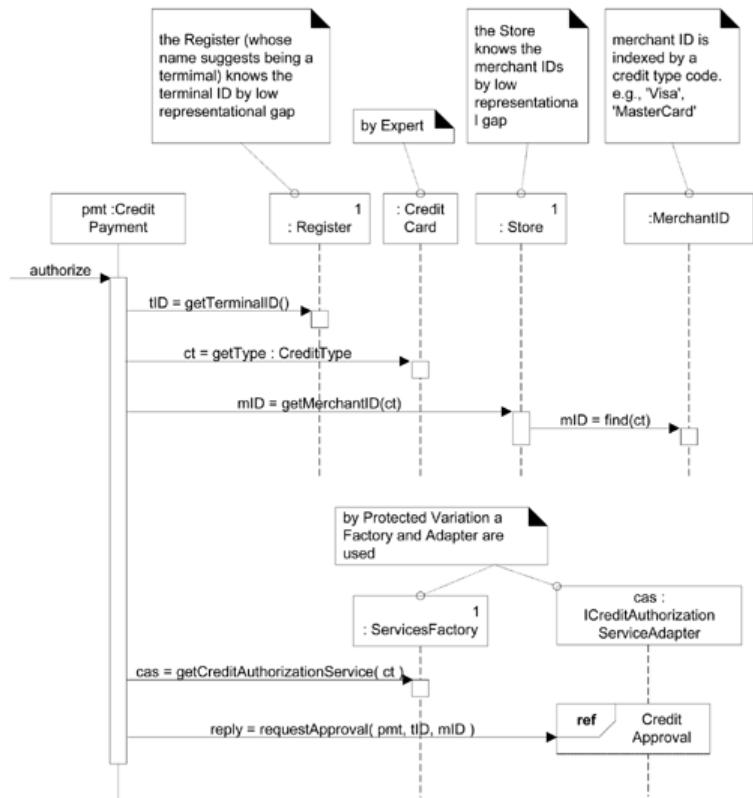 the Register (whose
name suggests being a
termimal) knows the
terminal ID by low
representational gap
by Expert
the Store
knows the
merchant IDs
by low
representationa
l gap
merchant ID is
indexed by a
credit type code.
e.g., 'Visa',
'MasterCard'
pmt :Credit
Payment
1
: Register
: Credit
Card
1
: Store
:MerchantID
authorize
tID = getTerminalID()
ct = getType : CreditType
mID = getMerchantID(ct)
mID = find(ct)
by Protected Variation a
Factory and Adapter are
used
1
: ServicesFactory
cas :
ICreditAuthorization
ServiceAdapter
cas = getCreditAuthorizationService( ct )
reply = requestApproval( pmt, tID, mID )
ref
Credit
Approval